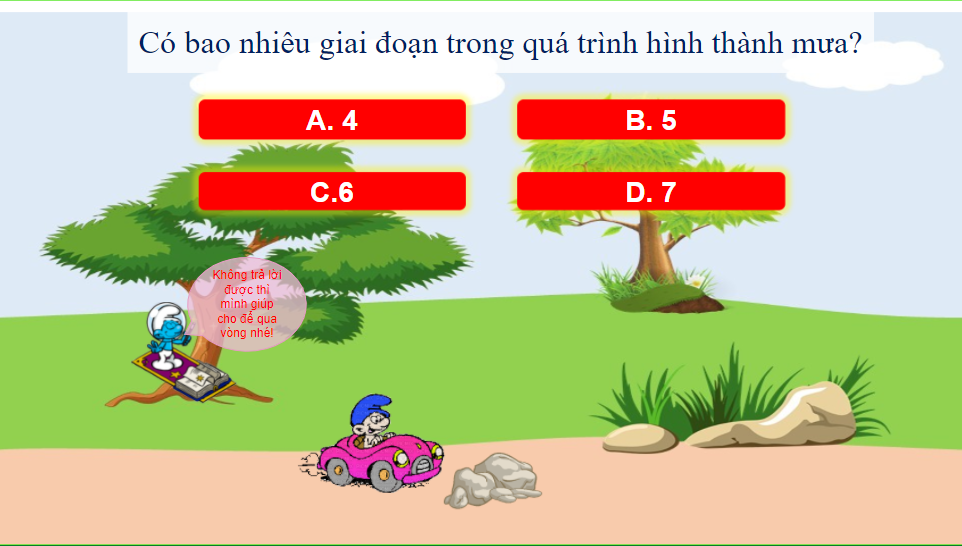 Có bao nhiêu giai đoạn trong quá trình hình thành mưa?
A. 4
B. 5
C.6
D. 7
Không trả lời
được thì
mình giúp
cho để qua
vòng nhé!